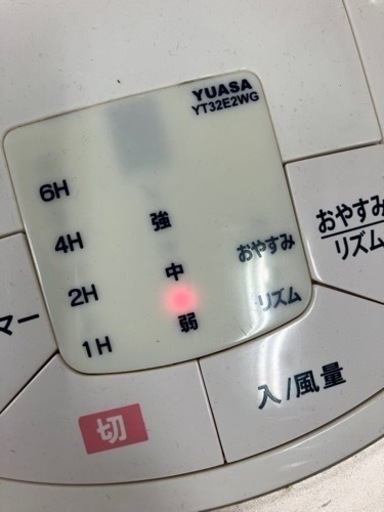 YUASA
YT32E2WG
6H
4H
2H
1H
強
中
弱
おやすみ
リズム
おやすみ
リズム
マー
切
入/風量